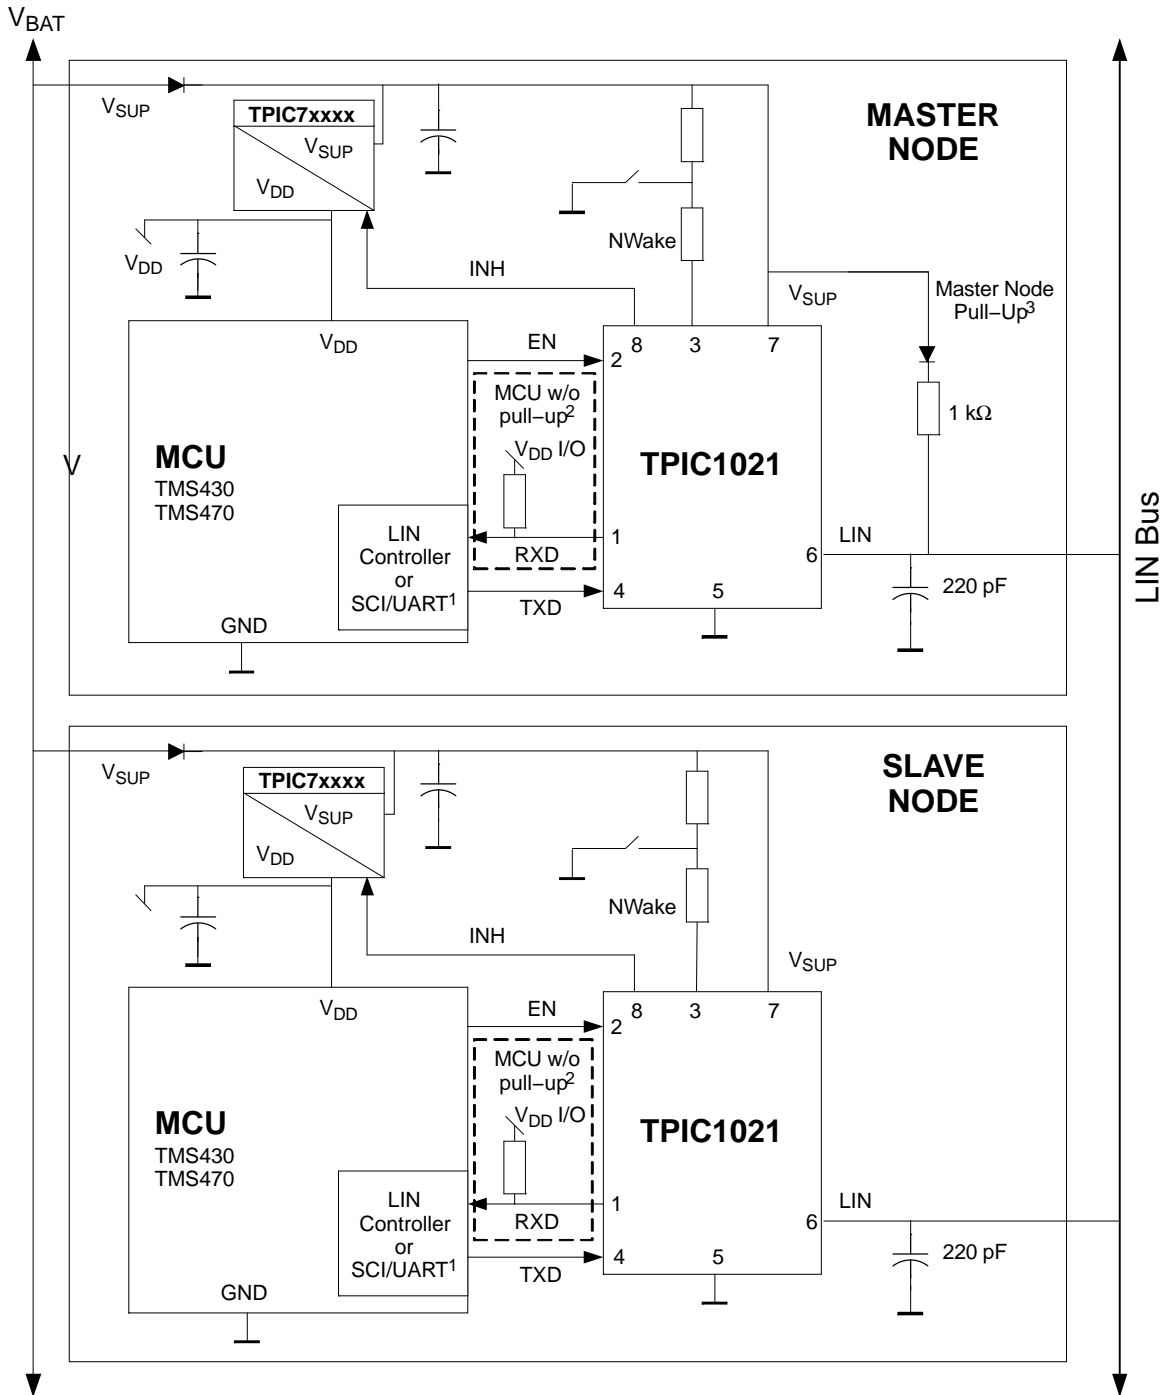 VBAT
VSUP
TPIC7xxxx
VSUP
VDD
MASTER
NODE
VDD
INH
NWake
VSUP
Master Node
Pull−Up3
VDD
EN
8
3
7
2
MCU w/o
pull−up2
VDD I/O
1 kΩ
V
MCU
TMS430
TMS470
TPIC1021
LIN
Controller
or
SCI/UART1
RXD
TXD
1
4
5
6
LIN
220 pF
GND
LIN Bus
VSUP
TPIC7xxxx
VSUP
VDD
SLAVE
NODE
INH
NWake
VSUP
VDD
EN
8
3
7
2
MCU w/o
pull−up2
VDD I/O
MCU
TMS430
TMS470
TPIC1021
LIN
Controller
or
SCI/UART1
RXD
TXD
1
4
5
6
LIN
220 pF
GND